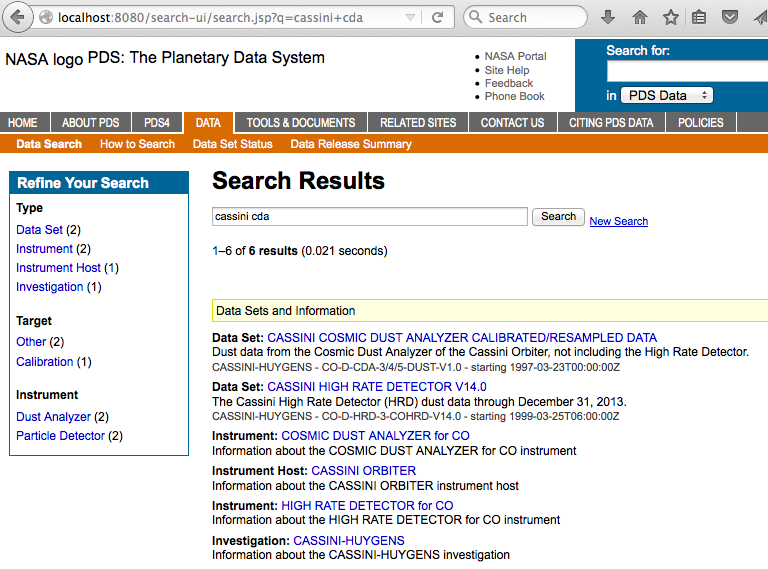 localhost:8080/search-ui/search.jsp?q=cassini+cda
Search
NASA logo PDS: The Planetary Data System
NASA Portal
Site Help
Feedback
Phone Book
Search for:
in PDS Data
HOME ABOUT PDS PDS4 DATA TOOLS & DOCUMENTS RELATED SITES CONTACT US CITING PDS DATA POLICIES
Data Search How to Search Data Set Status Data Release Summary
Refine Your Search
Type
Data Set (2)
Instrument (2)
Instrument Host (1)
Investigation (1)
Target
Other (2)
Calibration (1)
Instrument
Dust Analyzer (2)
Particle Detector (2)
Search Results
cassini cda Search New Search
1–6 of 6 results (0.021 seconds)
Data Sets and Information
Data Set: CASSINI COSMIC DUST ANALYZER CALIBRATED/RESAMPLED DATA
Dust data from the Cosmic Dust Analyzer of the Cassini Orbiter, not including the High Rate Detector.
CASSINI-HUYGENS - CO-D-CDA-3/4/5-DUST-V1.0 - starting 1997-03-23T00:00:00Z
Data Set: CASSINI HIGH RATE DETECTOR V14.0
The Cassini High Rate Detector (HRD) dust data through December 31, 2013.
CASSINI-HUYGENS - CO-D-HRD-3-COHRD-V14.0 - starting 1999-03-25T06:00:00Z
Instrument: COSMIC DUST ANALYZER for CO
Information about the COSMIC DUST ANALYZER for CO instrument
Instrument Host: CASSINI ORBITER
Information about the CASSINI ORBITER instrument host
Instrument: HIGH RATE DETECTOR for CO
Information about the HIGH RATE DETECTOR for CO instrument
Investigation: CASSINI-HUYGENS
Information about the CASSINI-HUYGENS investigation